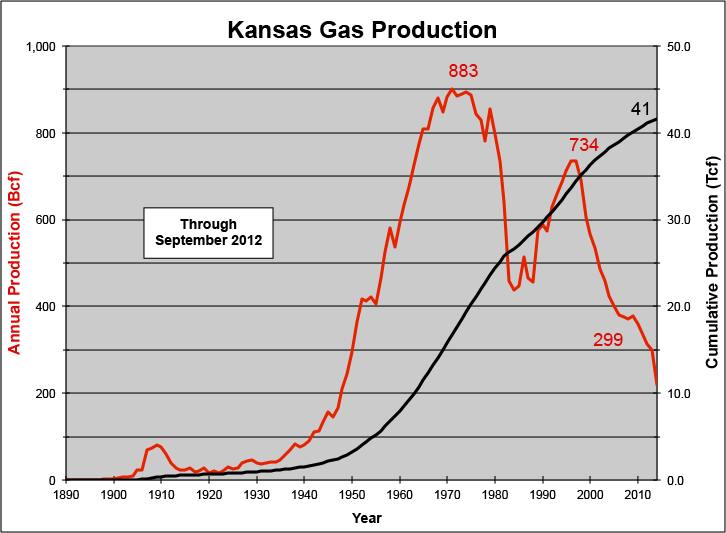 Kansas Gas Production
1,000
800
600
400
200
0
Annual Production (Bcf)
50.0
40.0
30.0
20.0
10.0
0.0
Cumulative Production (Tcf)
883
734
41
299
Through
September 2012
1890 1900 1910 1920 1930 1940 1950 1960 1970 1980 1990 2000 2010
Year